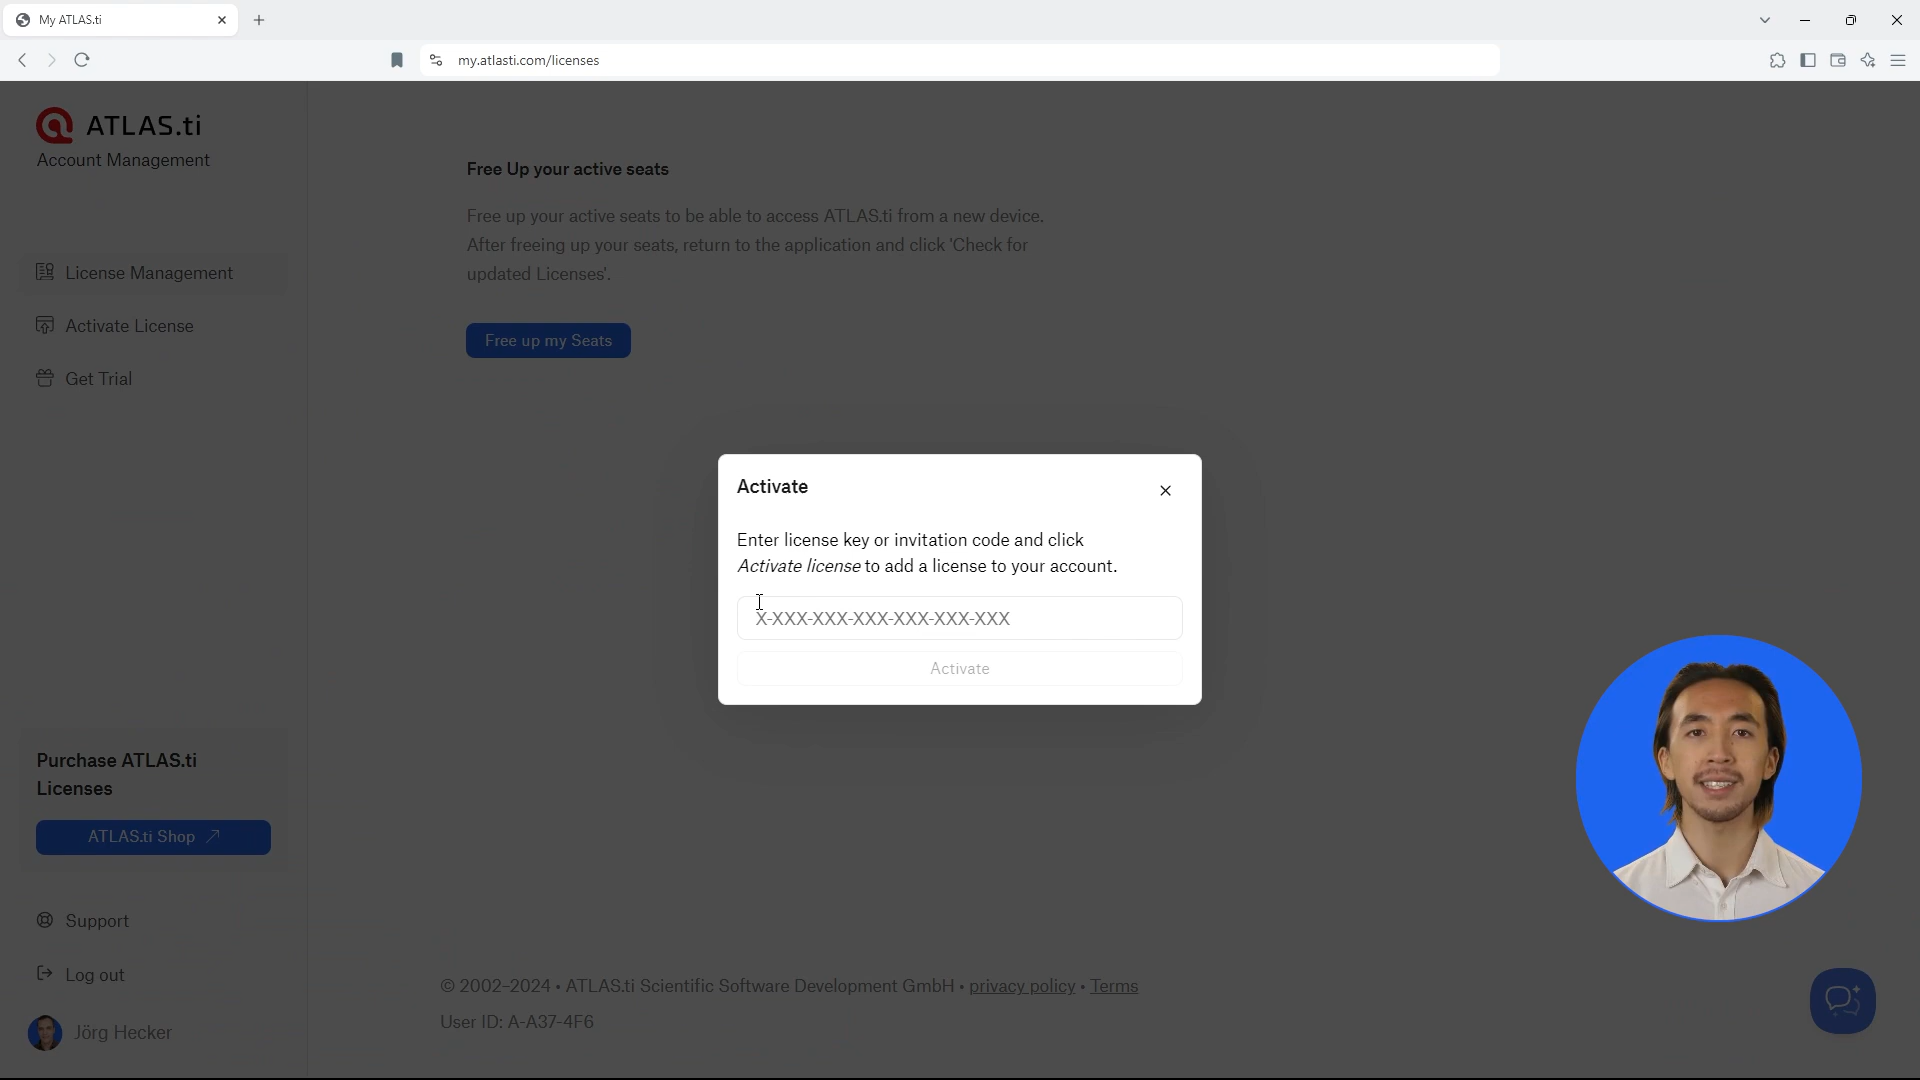 My ATLAS.ti
my.atlasti.com/licenses
ATLAS.ti
Account Management
License Management
Activate License
Get Trial
Purchase ATLAS.ti
Licenses
ATLAS.ti Shop
Support
Log out
Jörg Hecker
Free Up your active seats
Free up your active seats to be able to access ATLAS.ti from a new device.
After freeing up your seats, return to the application and click 'Check for
updated Licenses'.
Free up my Seats
Activate
Enter license key or invitation code and click
Activate license to add a license to your account.
X-XXX-XXX-XXX-XXX-XXX-XXX
Activate
© 2002–2024 • ATLAS.ti Scientific Software Development GmbH • privacy policy • Terms
User ID: A-A37-4F6